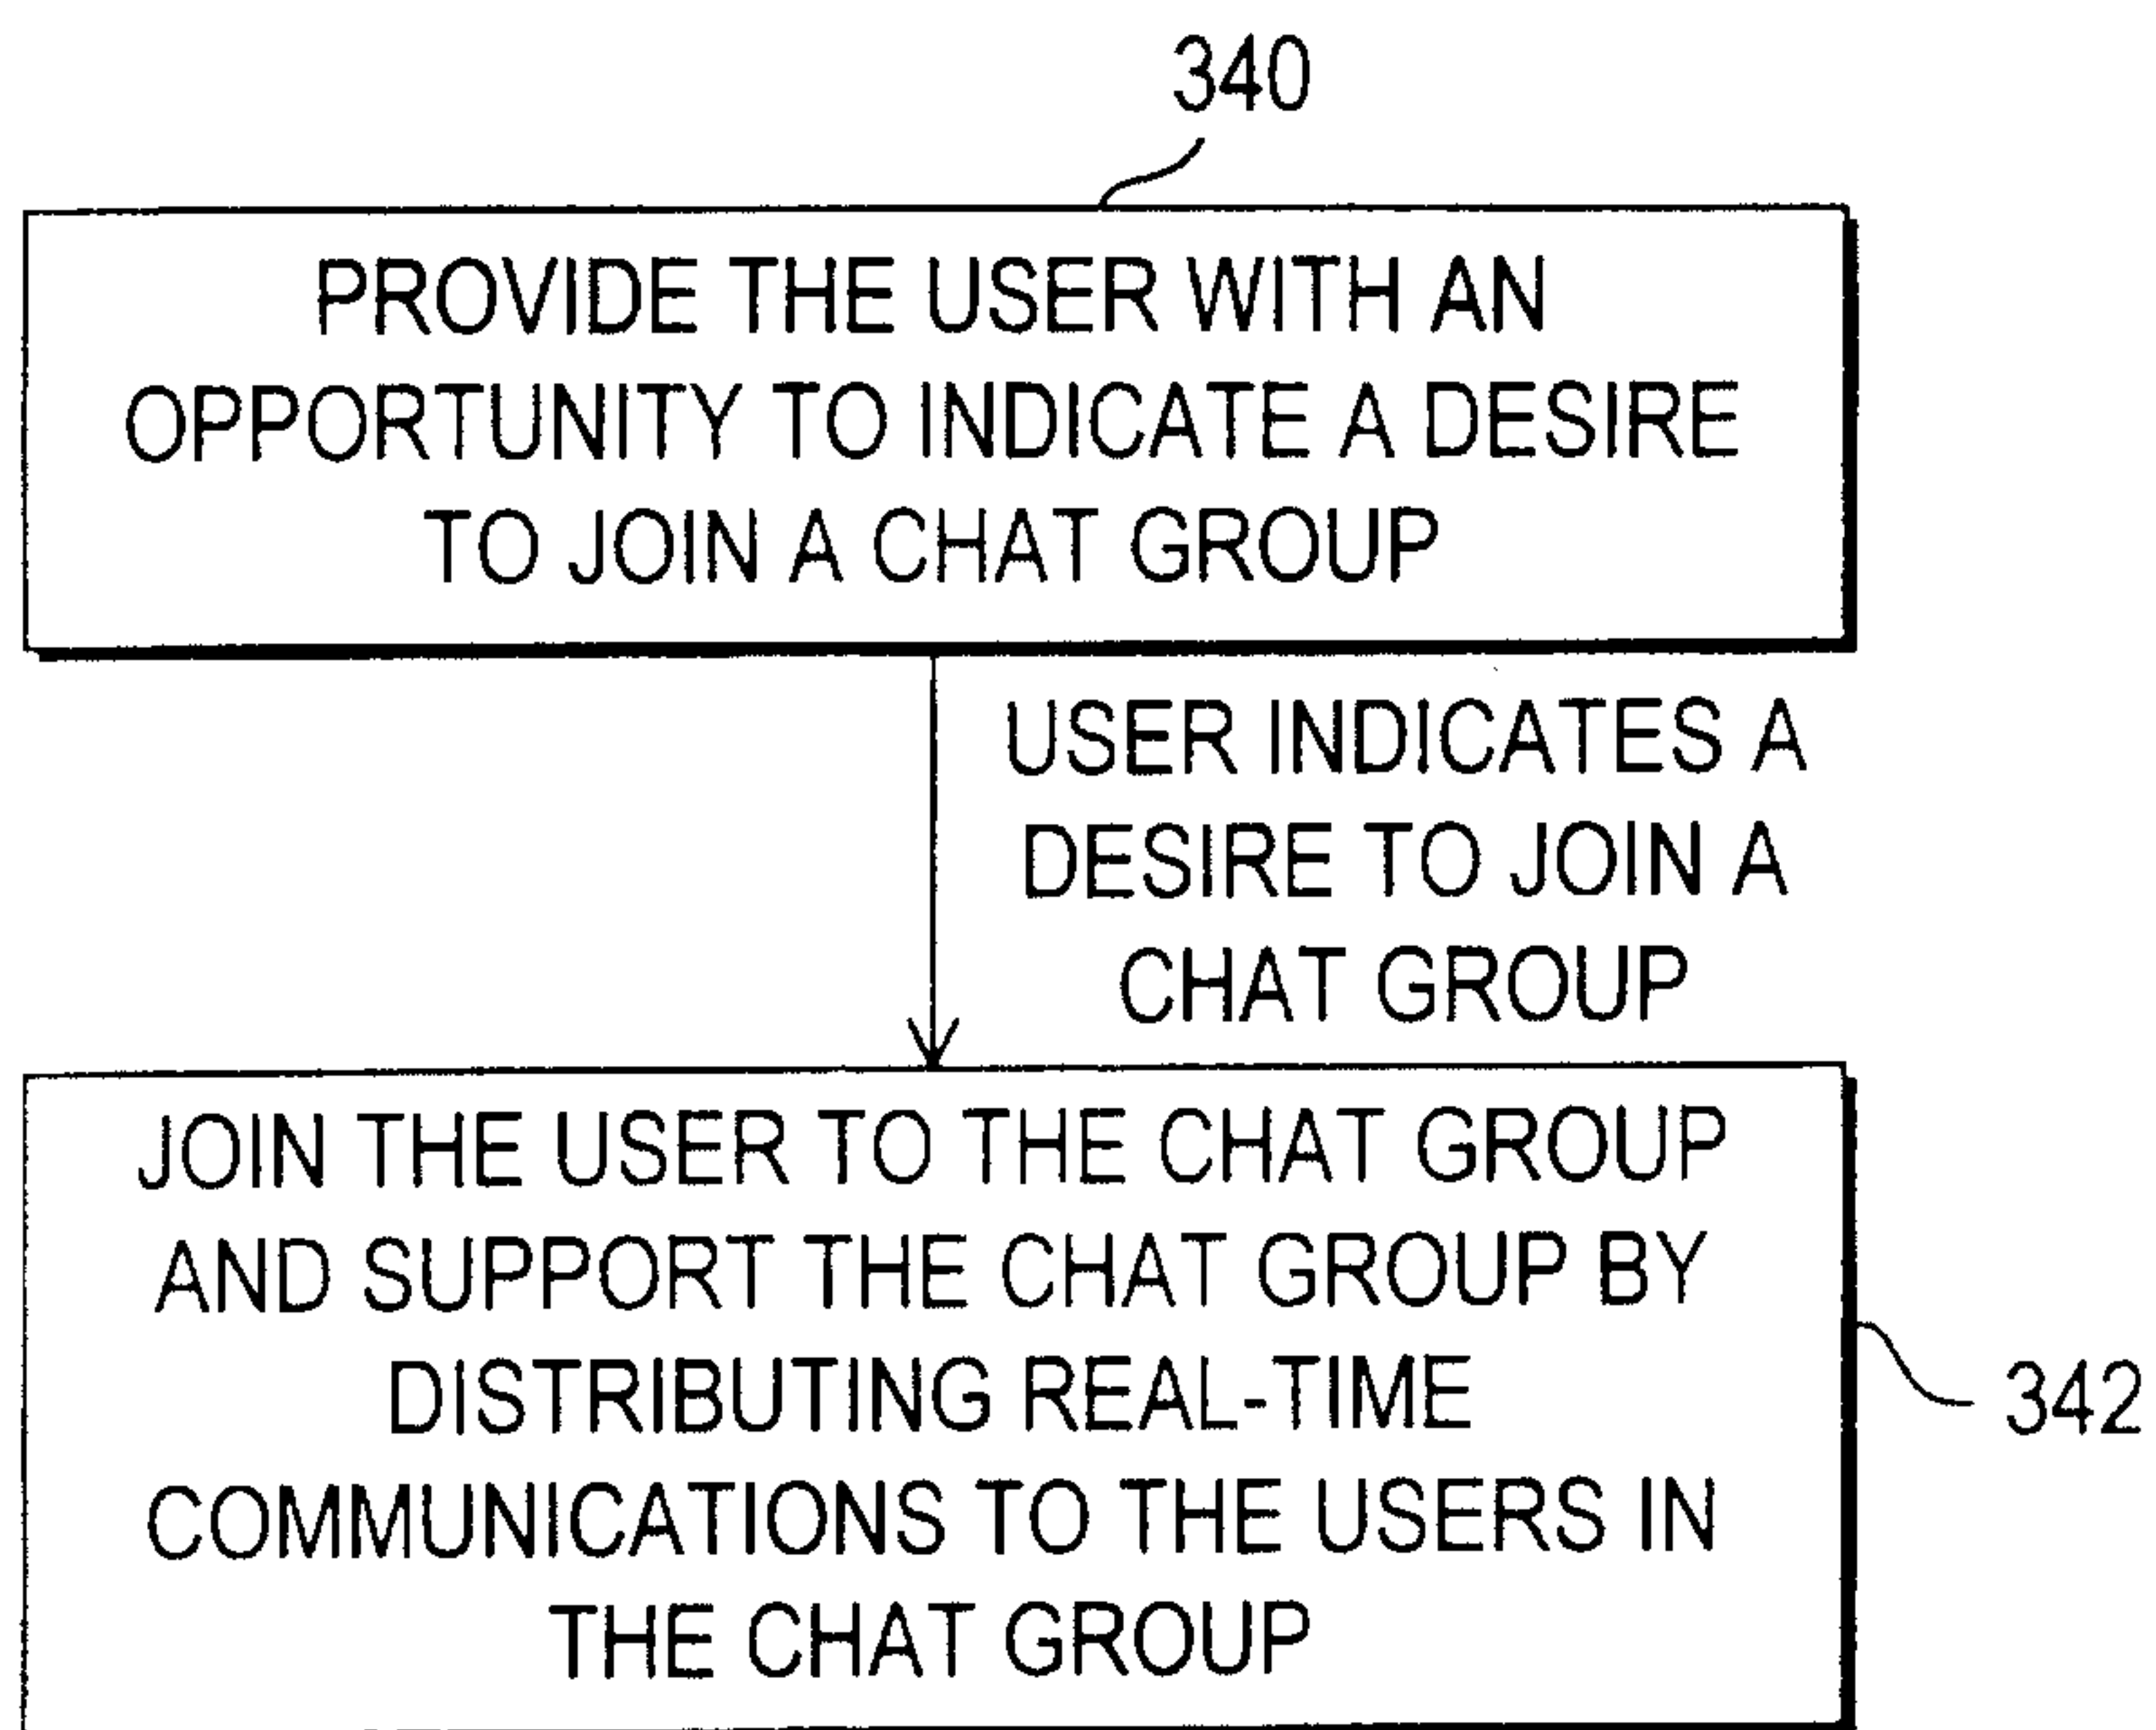 340
PROVIDE THE USER WITH AN
OPPORTUNITY TO INDICATE A DESIRE
TO JOIN A CHAT GROUP
USER INDICATES A
DESIRE TO JOIN A
CHAT GROUP
JOIN THE USER TO THE CHAT GROUP
AND SUPPORT THE CHAT GROUP BY
DISTRIBUTING REAL-TIME
COMMUNICATIONS TO THE USERS IN
THE CHAT GROUP
342